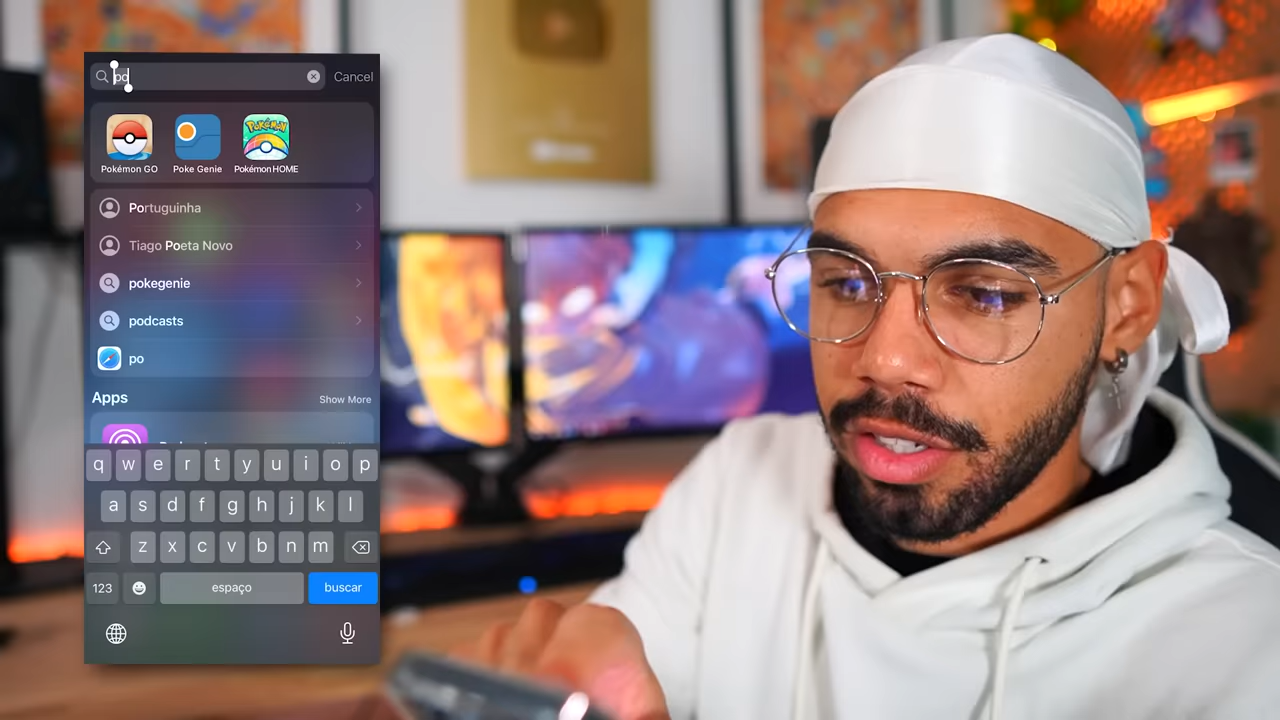 po
Cancel
Pokémon GO
Poke Genie
POKÉMON
Pokémon HOME
Portuguinha
Tiago Poeta Novo
pokegenie
podcasts
po
Apps
Show More
q w e r t y u i o p
a s d f g h j k l
z x c v b n m
123
espaço
buscar